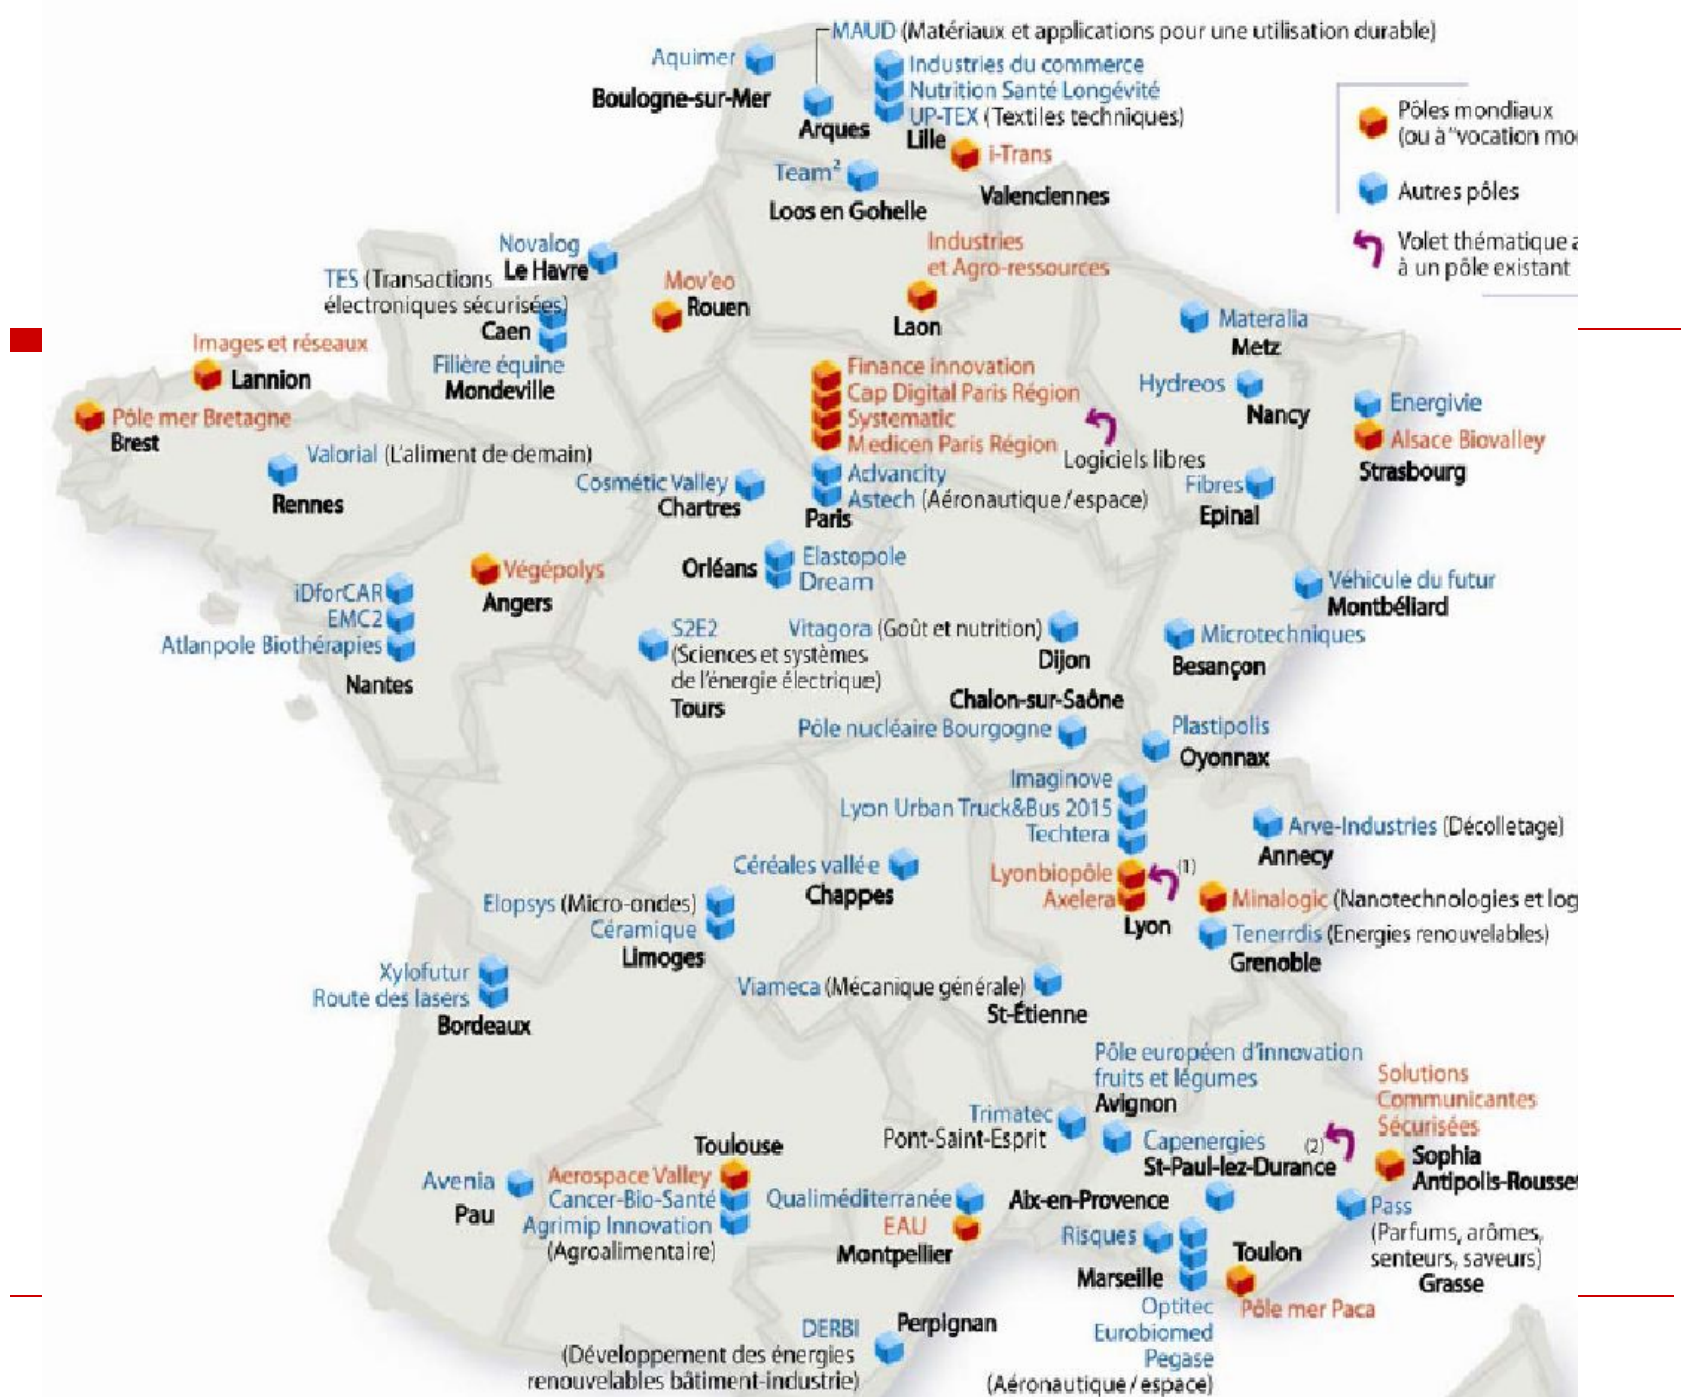 MAUD (Matériaux et applications pour une utilisation durable)
Aquimer
Boulogne-sur-Mer
Arques
Industries du commerce
Nutrition Santé Longévité
UP-TEX (Textiles techniques)
Lille
i-Trans
Valenciennes
Team²
Loos en Gohelle
Pôles mondiaux
(ou à "vocation mo
Autres pôles
Volet thématique a
à un pôle existant
Novalog
Le Havre
TES (Transactions
électroniques sécurisées)
Caen
Filière équine
Mondeville
Mov'eo
Rouen
Industries
et Agro-ressources
Laon
Materalia
Metz
Images et réseaux
Lannion
Pôle mer Bretagne
Brest
Valorial (L'aliment de demain)
Rennes
Finance innovation
Cap Digital Paris Région
Systematic
Medicen Paris Région
Logiciels libres
Advancity
Astech (Aéronautique/espace)
Paris
Cosmétic Valley
Chartres
Hydreos
Nancy
Energivie
Alsace Biovalley
Strasbourg
Fibres
Epinal
Végépolys
Angers
Orléans
Elastopole
Dream
Véhicule du futur
Montbéliard
iDforCAR
EMC2
Atlanpole Biothérapies
Nantes
S2E2
(Sciences et systèmes
de l'énergie électrique)
Tours
Vitagora (Goût et nutrition)
Dijon
Microtechniques
Besançon
Chalon-sur-Saône
Pôle nucléaire Bourgogne
Plastipolis
Oyonnax
Imaginove
Lyon Urban Truck&Bus 2015
Techtera
Lyonbiopôle
(1)
Axelera
Lyon
Arve-Industries (Décolletage)
Annecy
Céréales vallée
Chappes
Minalogic (Nanotechnologies et log
Tenerrdis (Energies renouvelables)
Grenoble
Elopsys (Micro-ondes)
Céramique
Limoges
Xylofutur
Route des lasers
Bordeaux
Viameca (Mécanique générale)
St-Étienne
Pôle européen d'innovation
fruits et légumes
Avignon
Trimatec
Pont-Saint-Esprit
Solutions
Communicantes
Sécurisées
Sophia
Antipolis-Rousset
Capenergies
(2)
St-Paul-lez-Durance
Toulouse
Aerospace Valley
Cancer-Bio-Santé
Agrimip Innovation
(Agroalimentaire)
Avenia
Pau
Qualiméditerranée
EAU
Montpellier
Aix-en-Provence
Risques
Marseille
Toulon
Pass
(Parfums, arômes,
senteurs, saveurs)
Grasse
Optitec
Eurobiomed
Pegase
(Aéronautique/espace)
Pôle mer Paca
DERBI
Perpignan
(Développement des énergies
renouvelables bâtiment-industrie)